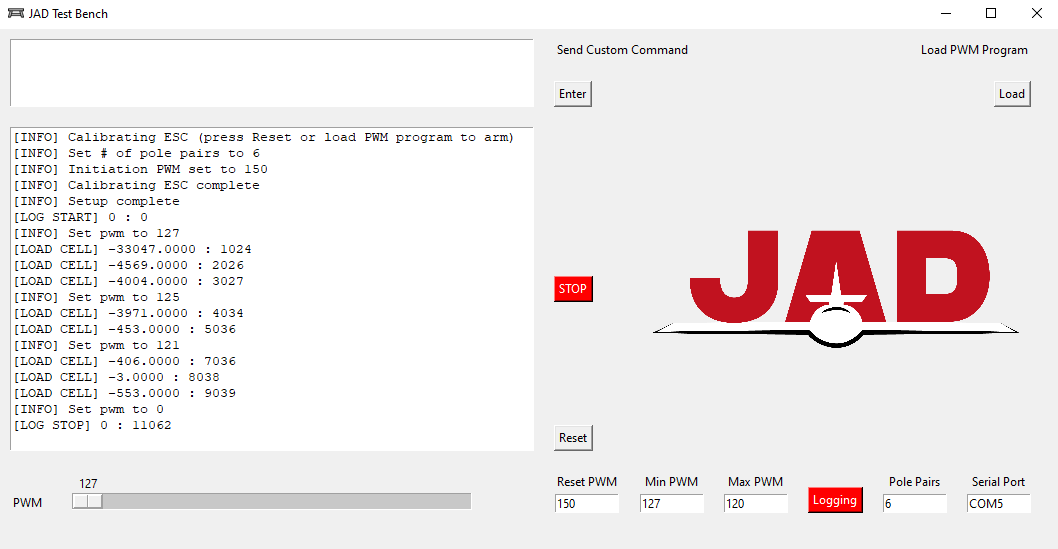 JAD Test Bench
Send Custom Command
Load PWM Program
Enter
Load
[INFO] Calibrating ESC (press Reset or load PWM program to arm)
[INFO] Set # of pole pairs to 6
[INFO] Initiation PWM set to 150
[INFO] Calibrating ESC complete
[INFO] Setup complete
[LOG START] 0 : 0
[INFO] Set pwm to 127
[LOAD CELL] -33047.0000 : 1024
[LOAD CELL] -4569.0000 : 2026
[LOAD CELL] -4004.0000 : 3027
[INFO] Set pwm to 125
[LOAD CELL] -3971.0000 : 4034
[LOAD CELL] -453.0000 : 5036
[INFO] Set pwm to 121
[LOAD CELL] -406.0000 : 7036
[LOAD CELL] -3.0000 : 8038
[LOAD CELL] -553.0000 : 9039
[INFO] Set pwm to 0
[LOG STOP] 0 : 11062
STOP
JAD
Reset
PWM
127
Reset PWM
150
Min PWM
127
Max PWM
120
Logging
Pole Pairs
6
Serial Port
COM5